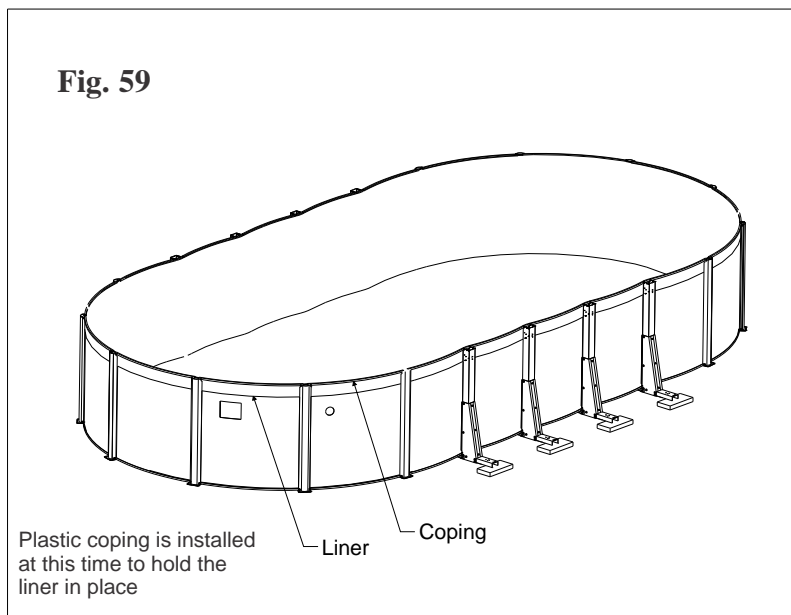 Fig. 59
Coping
Liner
Plastic coping is installed
at this time to hold the
liner in place